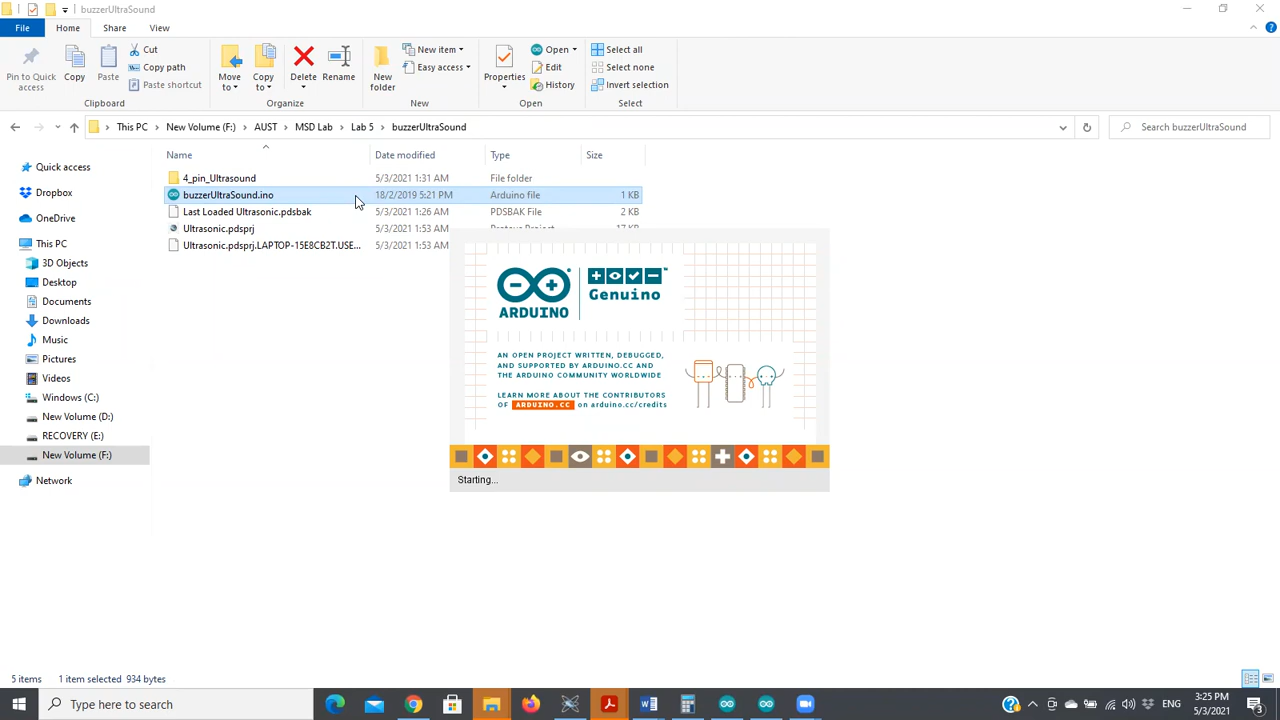 buzzerUltraSound
File
Home
Share
View
Pin to Quick access
Copy
Paste
Cut
Copy path
Paste shortcut
Clipboard
Move to
Copy to
Delete
Rename
Organize
New folder
New item
Easy access
New
Properties
Open
Edit
History
Open
Select all
Select none
Invert selection
Select
This PC > New Volume (F:) > AUST > MSD Lab > Lab 5 > buzzerUltraSound
Search buzzerUltraSound
Quick access
Dropbox
OneDrive
This PC
3D Objects
Desktop
Documents
Downloads
Music
Pictures
Videos
Windows (C:)
New Volume (D:)
RECOVERY (E:)
New Volume (F:)
Network
Name Date modified Type Size
4_pin_Ultrasound 5/3/2021 1:31 AM File folder
buzzerUltraSound.ino 18/2/2019 5:21 PM Arduino file 1 KB
Last Loaded Ultrasonic.pdsbak 5/3/2021 1:26 AM PDSBAK File 2 KB
Ultrasonic.pdsprj 5/3/2021 1:53 AM
Ultrasonic.pdsprj.LAPTOP-15E8CB2T.USE... 5/3/2021 1:53 AM
ARDUINO
Genuino
AN OPEN PROJECT WRITTEN, DEBUGGED,
AND SUPPORTED BY ARDUINO.CC AND
THE ARDUINO COMMUNITY WORLDWIDE
LEARN MORE ABOUT THE CONTRIBUTORS
OF ARDUINO.CC on arduino.cc/credits
Starting...
5 items 1 item selected 934 bytes
Type here to search
ENG
3:25 PM
5/3/2021
3